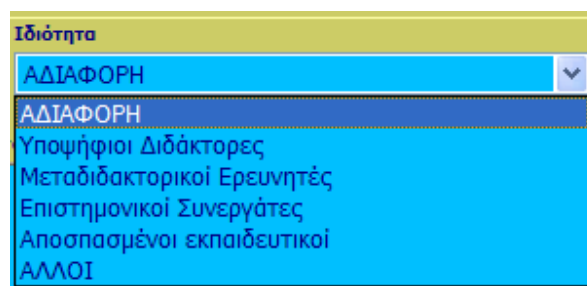 Ιδιότητα
ΑΔΙΑΦΟΡΗ
ΑΔΙΑΦΟΡΗ
Υποψήφιοι Διδάκτορες
Μεταδιδακτορικοί Ερευνητές
Επιστημονικοί Συνεργάτες
Αποσπασμένοι εκπαιδευτικοί
ΑΛΛΟΙ